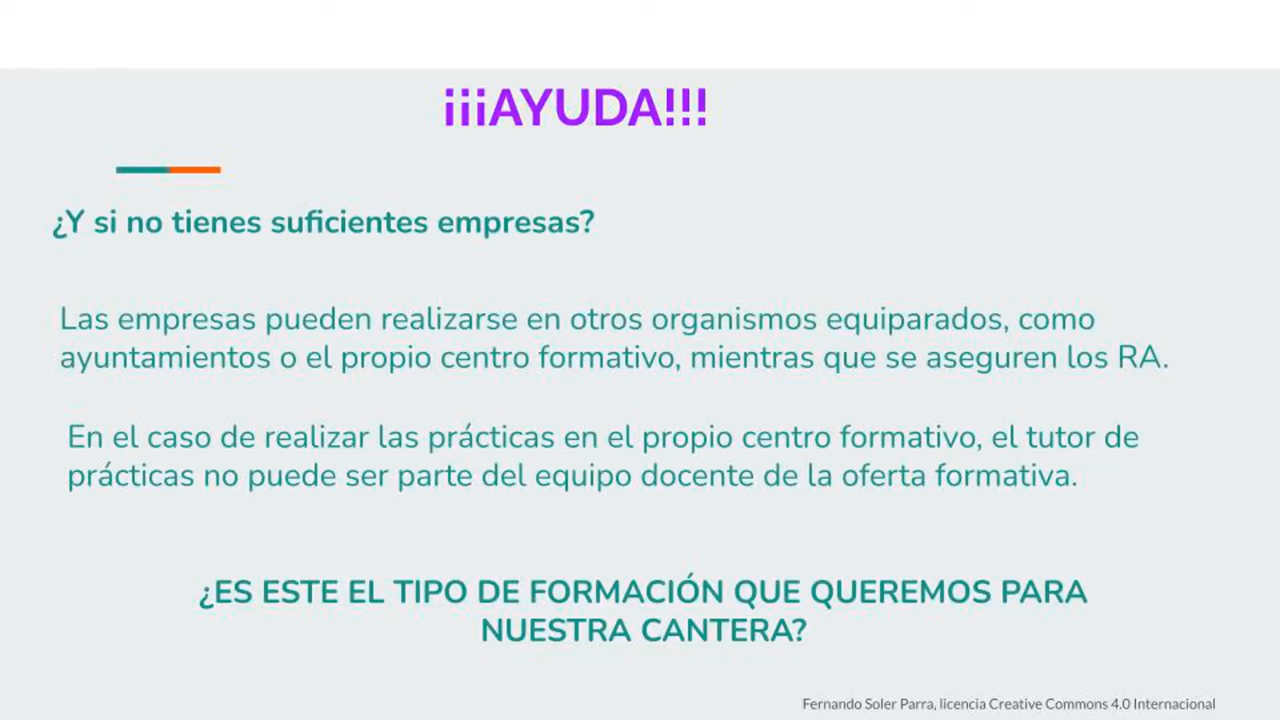 ¡¡¡AYUDA!!!
¿Y si no tienes suficientes empresas?
Las empresas pueden realizarse en otros organismos equiparados, como
ayuntamientos o el propio centro formativo, mientras que se aseguren los RA.
En el caso de realizar las prácticas en el propio centro formativo, el tutor de
prácticas no puede ser parte del equipo docente de la oferta formativa.
¿ES ESTE EL TIPO DE FORMACIÓN QUE QUEREMOS PARA
NUESTRA CANTERA?
Fernando Soler Parra, licencia Creative Commons 4.0 Internacional